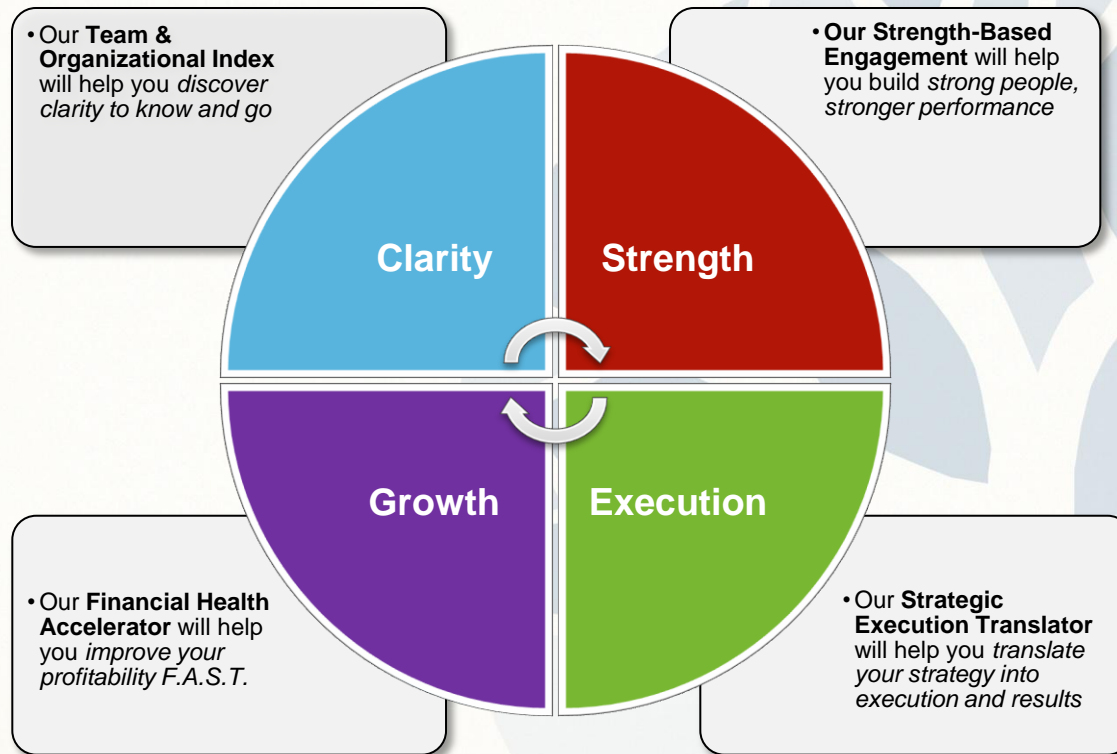 • Our Team &
Organizational Index
will help you discover
clarity to know and go
• Our Strength-Based
Engagement will help
you build strong people,
stronger performance
Clarity
Strength
Growth
Execution
• Our Financial Health
Accelerator will help
you improve your
profitability F.A.S.T.
• Our Strategic
Execution Translator
will help you translate
your strategy into
execution and results